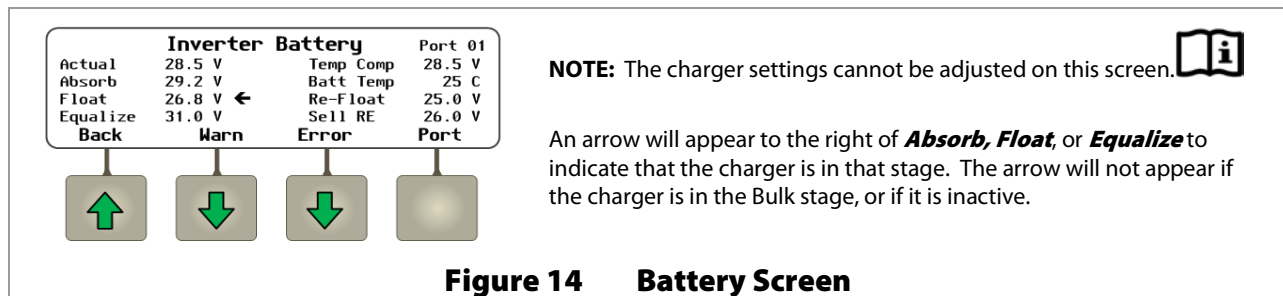 Inverter Battery Port 01
Actual 28.5 V Temp Comp 28.5 V
Absorb 29.2 V Batt Temp 25 C
Float 26.8 V ← Re-Float 25.0 V
Equalize 31.0 V Sell RE 26.0 V
Back Warn Error Port
NOTE: The charger settings cannot be adjusted on this screen.
An arrow will appear to the right of Absorb, Float, or Equalize to
indicate that the charger is in that stage. The arrow will not appear if
the charger is in the Bulk stage, or if it is inactive.
Figure 14 Battery Screen